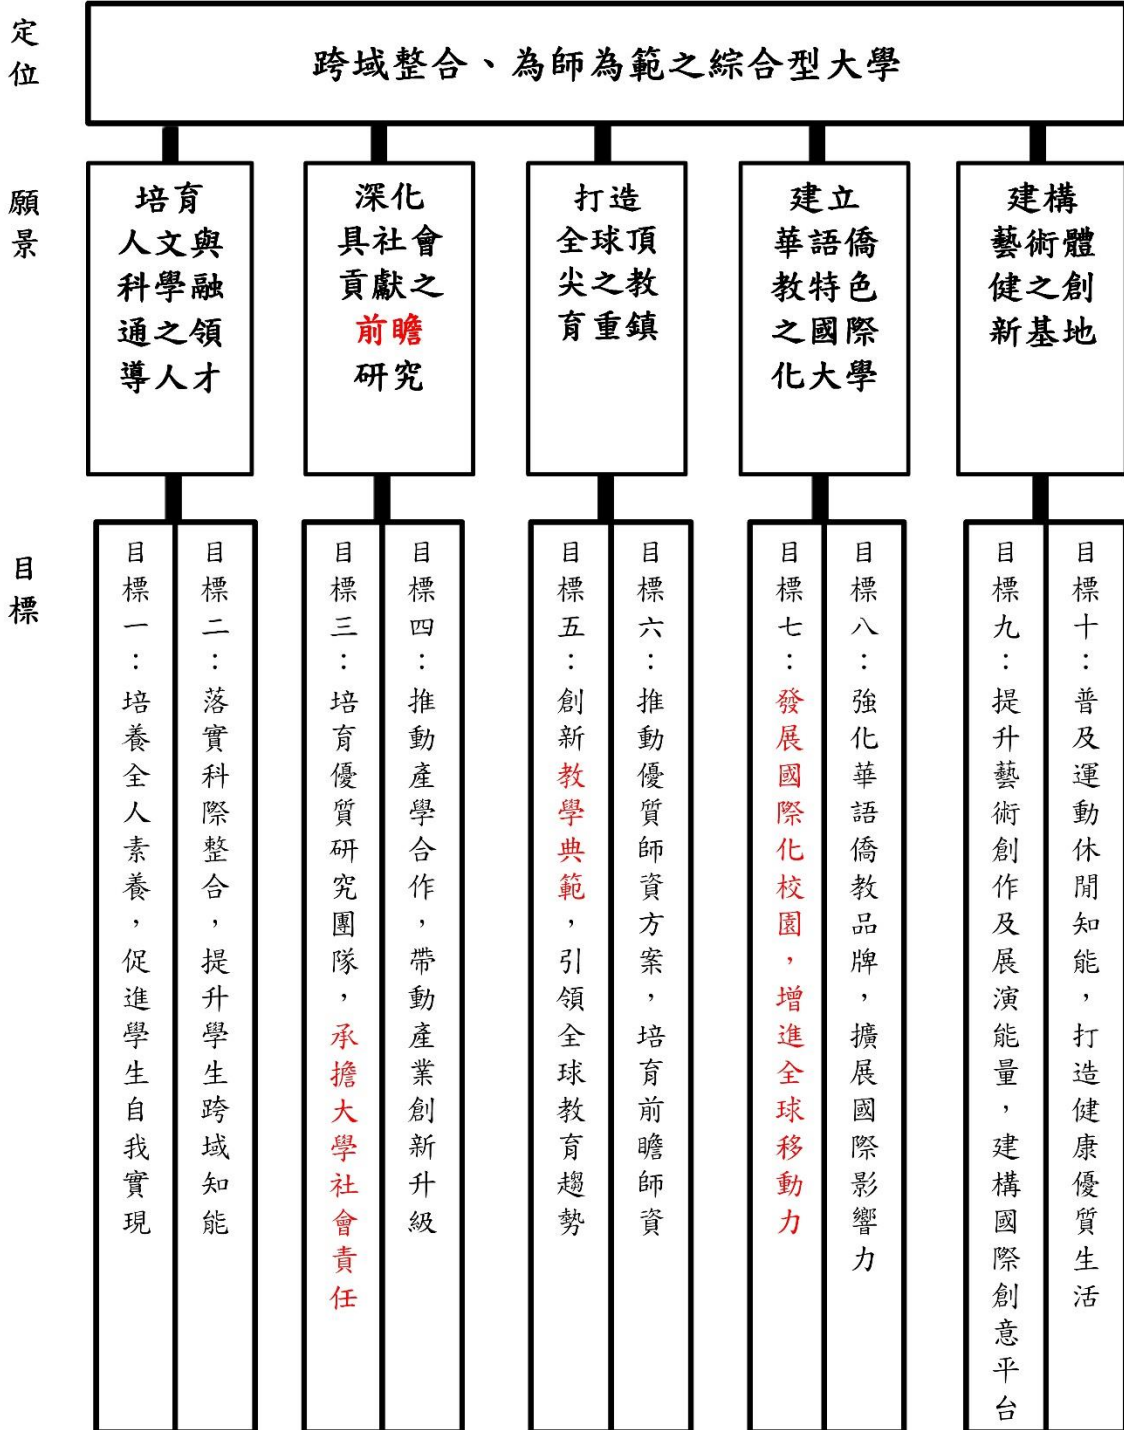 定位
跨域整合、為師為範之綜合型大學
願景
培育
人文與
科學融
通之領
導人才
深化
具社會
貢獻之
前瞻
研究
打造
全球頂
尖之教
育重鎮
建立
華語僑
教特色
之國際
化大學
建構
藝術體
健之創
新基地
目標
目標一：培養全人素養，促進學生自我實現
目標二：落實科際整合，提升學生跨域知能
目標三：培育優質研究團隊，承擔大學社會責任
目標四：推動產學合作，帶動產業創新升級
目標五：創新教學典範，引領全球教育趨勢
目標六：推動優質師資方案，培育前瞻師資
目標七：發展國際化校園，增進全球移動力
目標八：強化華語僑教品牌，擴展國際影響力
目標九：提升藝術創作及展演能量，建構國際創意平台
目標十：普及運動休閒知能，打造健康優質生活